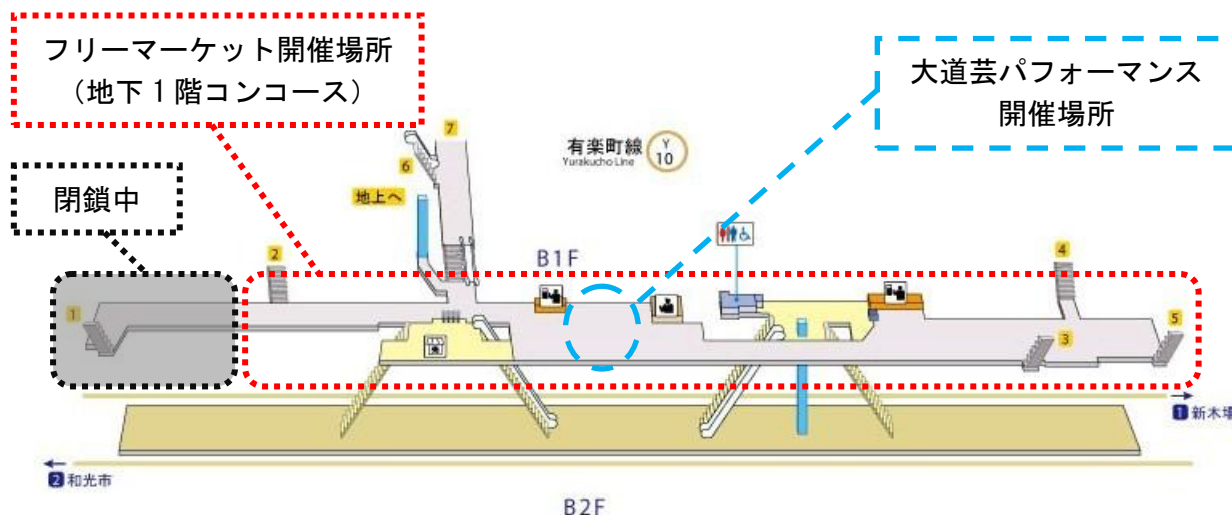 フリーマーケット開催場所
（地下１階コンコース）
大道芸パフォーマンス
開催場所
閉鎖中
7
6
有楽町線
Yurakucho Line
Y
10
地上へ
2
B1F
4
1
5
3
1 新木場
2 和光市
B2F